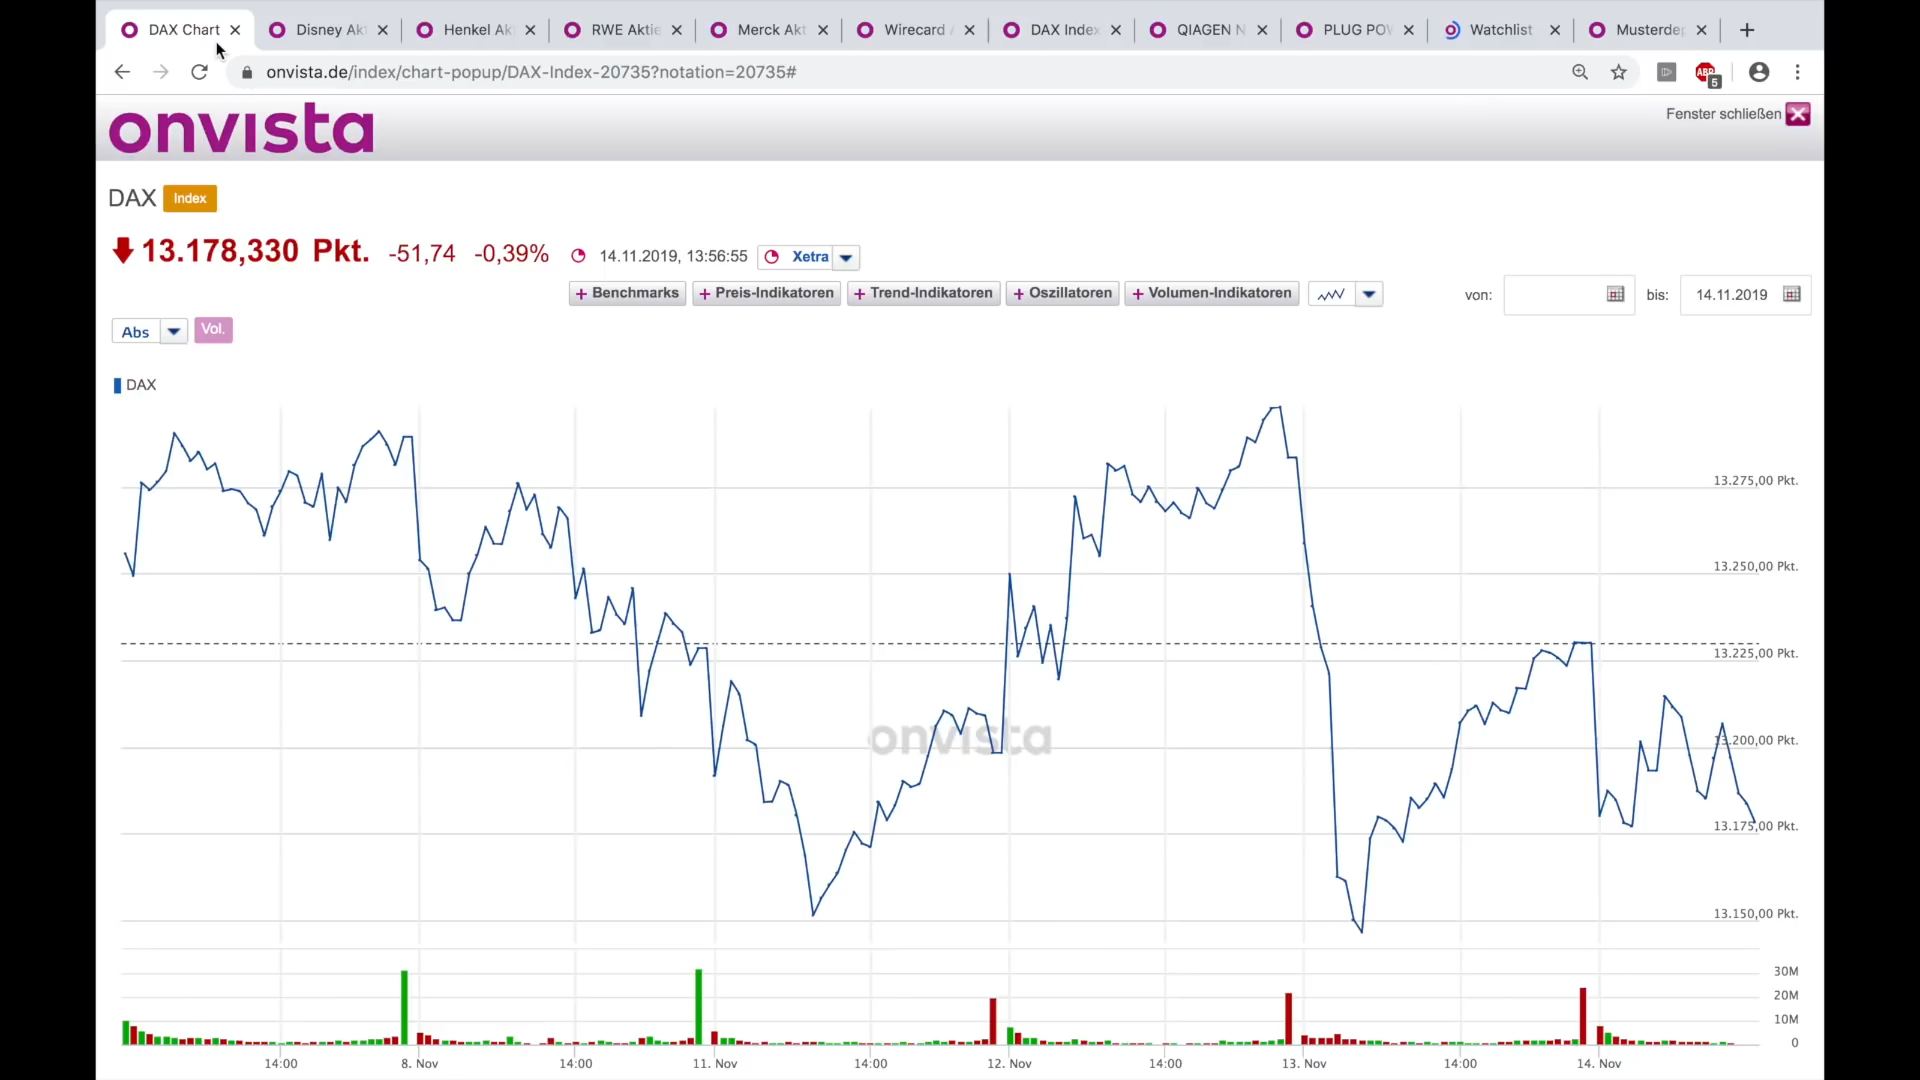 DAX Chart
Disney Ak
Henkel Ak
RWE Aktie
Merck Akt
Wirecard
DAX Index
QIAGEN N
PLUG POW
Watchlist
Musterdep
onvista.de/index/chart-popup/DAX-Index-20735?notation=20735#
ABP
5
onvista
Fenster schließen
DAX Index
13.178,330 Pkt. -51,74 -0,39% 14.11.2019, 13:56:55 Xetra
+ Benchmarks + Preis-Indikatoren + Trend-Indikatoren + Oszillatoren + Volumen-Indikatoren
von: bis: 14.11.2019
Abs Vol.
DAX
13.275,00 Pkt.
13.250,00 Pkt.
13.225,00 Pkt.
onvista
13.200,00 Pkt.
13.175,00 Pkt.
13.150,00 Pkt.
30M
20M
10M
0
14:00 8. Nov 14:00 11. Nov 14:00 12. Nov 14:00 13. Nov 14:00 14. Nov